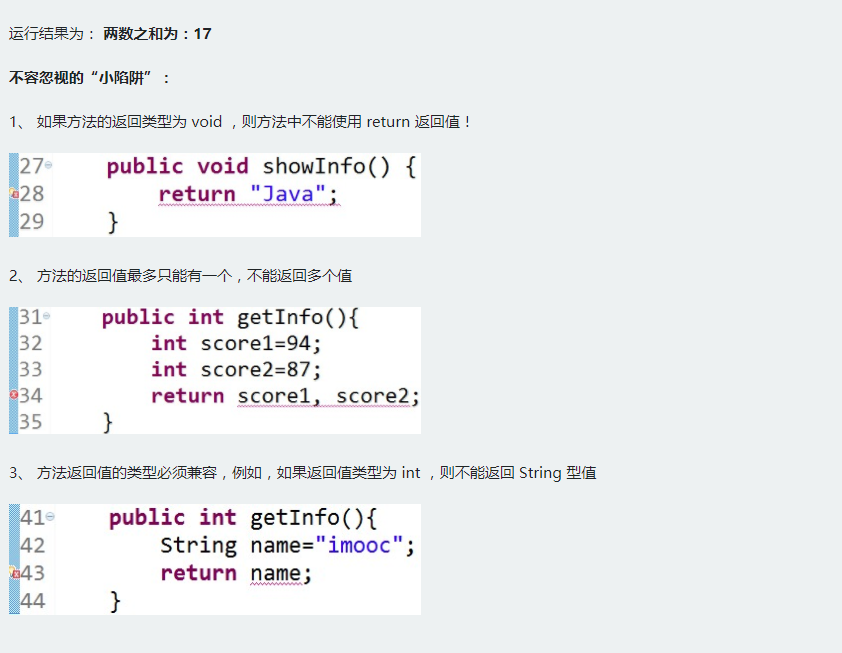 运行结果为： 两数之和为：17
不容忽视的“小陷阱” ：
1、 如果方法的返回类型为 void ，则方法中不能使用 return 返回值！
27 public void showInfo() {
28 return "Java";
29 }
2、 方法的返回值最多只能有一个，不能返回多个值
31 public int getInfo(){
32 int score1=94;
33 int score2=87;
34 return score1, score2;
35 }
3、 方法返回值的类型必须兼容，例如，如果返回值类型为 int ，则不能返回 String 型值
41 public int getInfo(){
42 String name="imooc";
43 return name;
44 }